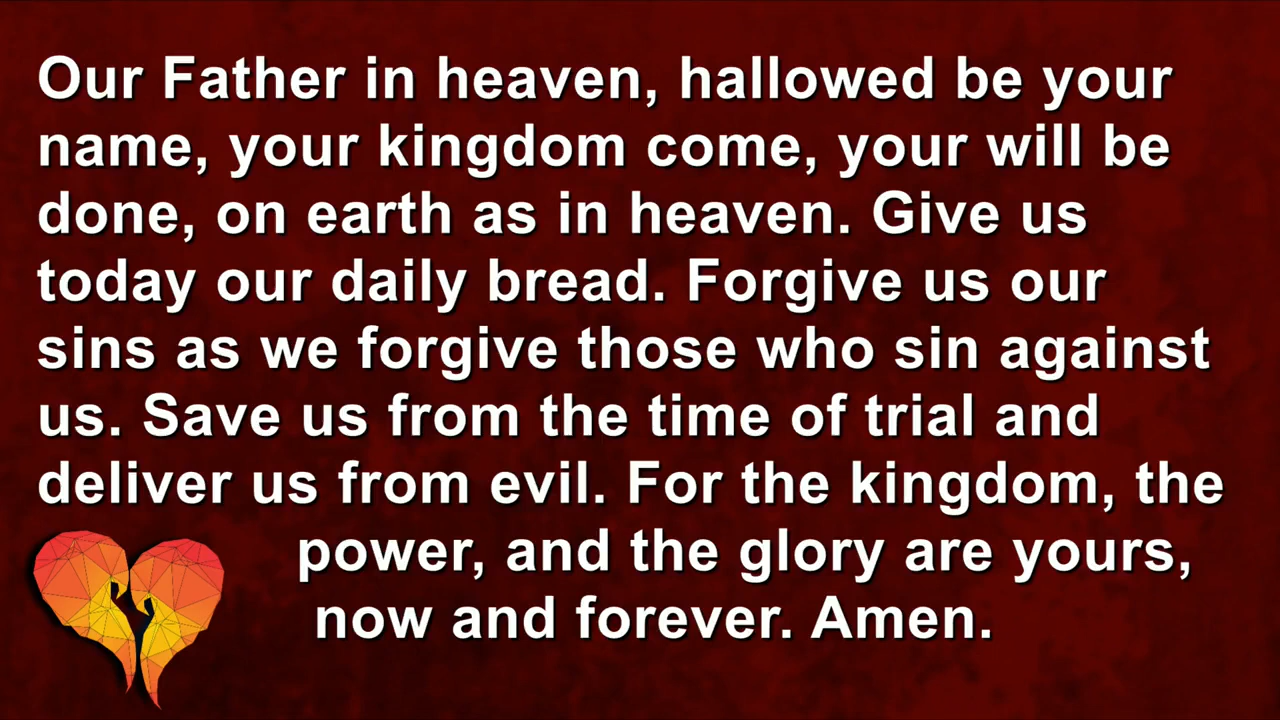 Our Father in heaven, hallowed be your
name, your kingdom come, your will be
done, on earth as in heaven. Give us
today our daily bread. Forgive us our
sins as we forgive those who sin against
us. Save us from the time of trial and
deliver us from evil. For the kingdom, the
power, and the glory are yours,
now and forever. Amen.